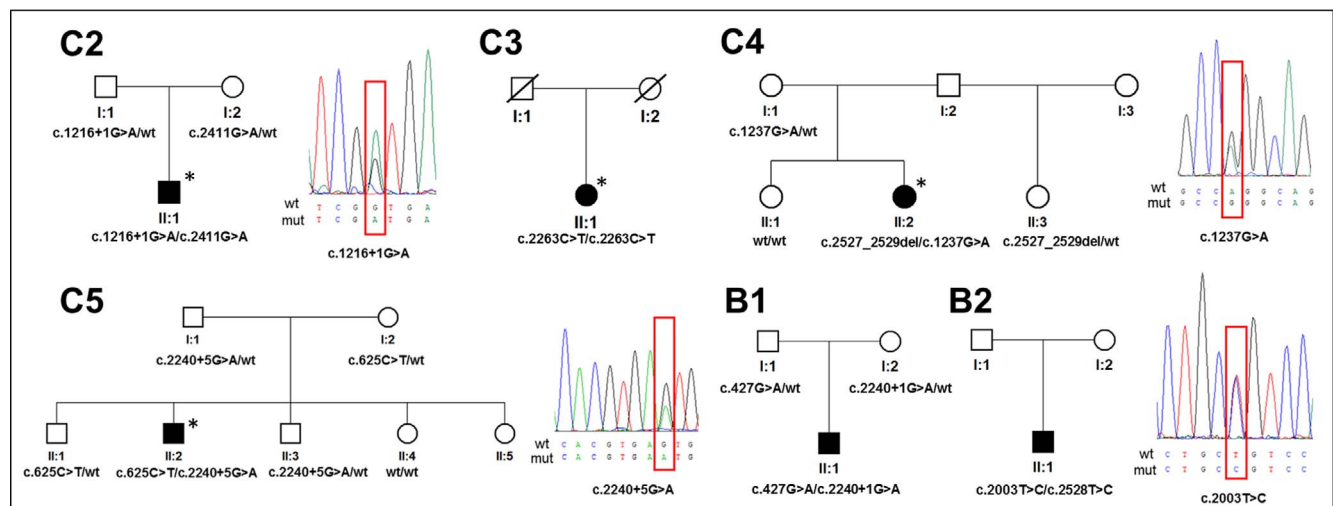 C2
I:1
I:2
c.1216+1G>A/wt
c.2411G>A/wt
*
II:1
c.1216+1G>A/c.2411G>A
wt T C G G T G A
mut T C G A T G A
c.1216+1G>A
C3
I:1
I:2
*
II:1
c.2263C>T/c.2263C>T
C4
I:1
I:2
I:3
c.1237G>A/wt
*
II:1
II:2
II:3
wt/wt
c.2527_2529del/c.1237G>A
c.2527_2529del/wt
wt G C C A G G C A G
mut G C C G G G C A G
c.1237G>A
C5
I:1
I:2
c.2240+5G>A/wt
c.625C>T/wt
*
II:1
II:2
II:3
II:4
II:5
c.625C>T/wt
c.625C>T/c.2240+5G>A
c.2240+5G>A/wt
wt/wt
wt C A C G T G A G T G
mut C A C G T G A A T G
c.2240+5G>A
B1
I:1
I:2
c.427G>A/wt
c.2240+1G>A/wt
II:1
c.427G>A/c.2240+1G>A
B2
I:1
I:2
II:1
c.2003T>C/c.2528T>C
wt C T G C T G T C C
mut C T G C C G T C C
c.2003T>C